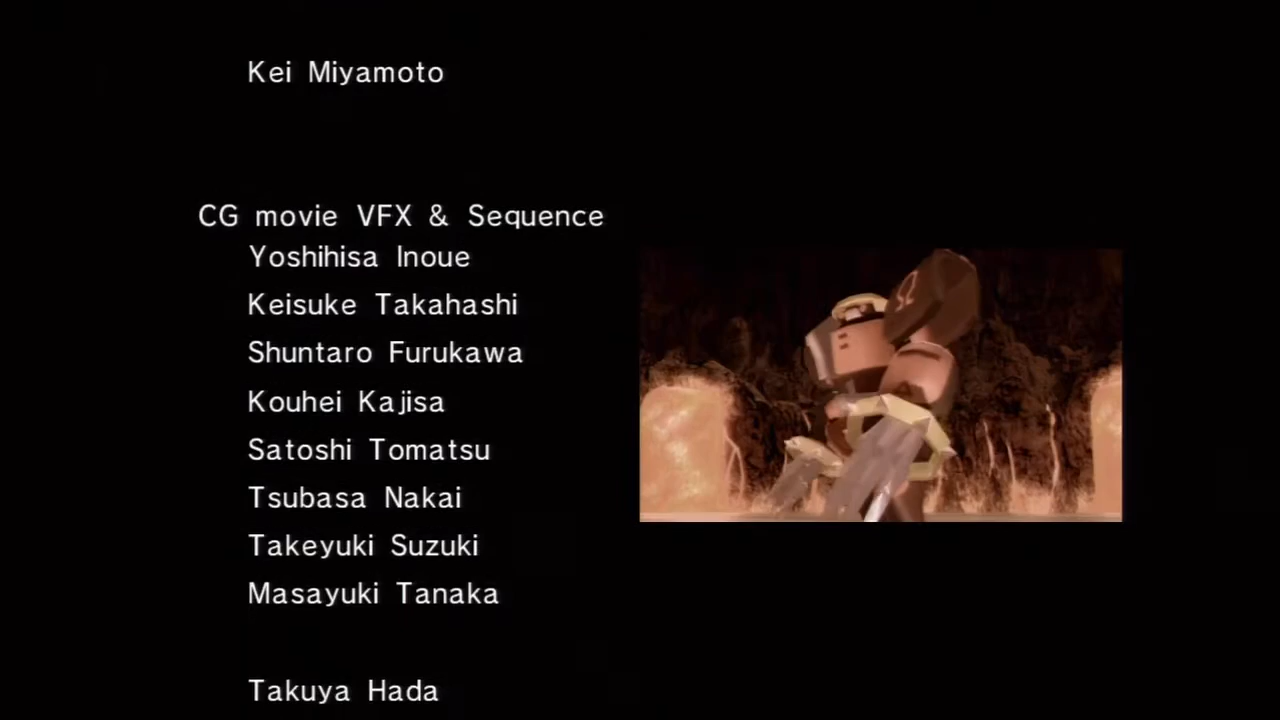 Kei Miyamoto
CG movie VFX & Sequence
Yoshihisa Inoue
Keisuke Takahashi
Shuntaro Furukawa
Kouhei Kajisa
Satoshi Tomatsu
Tsubasa Nakai
Takeyuki Suzuki
Masayuki Tanaka
Takuya Hada